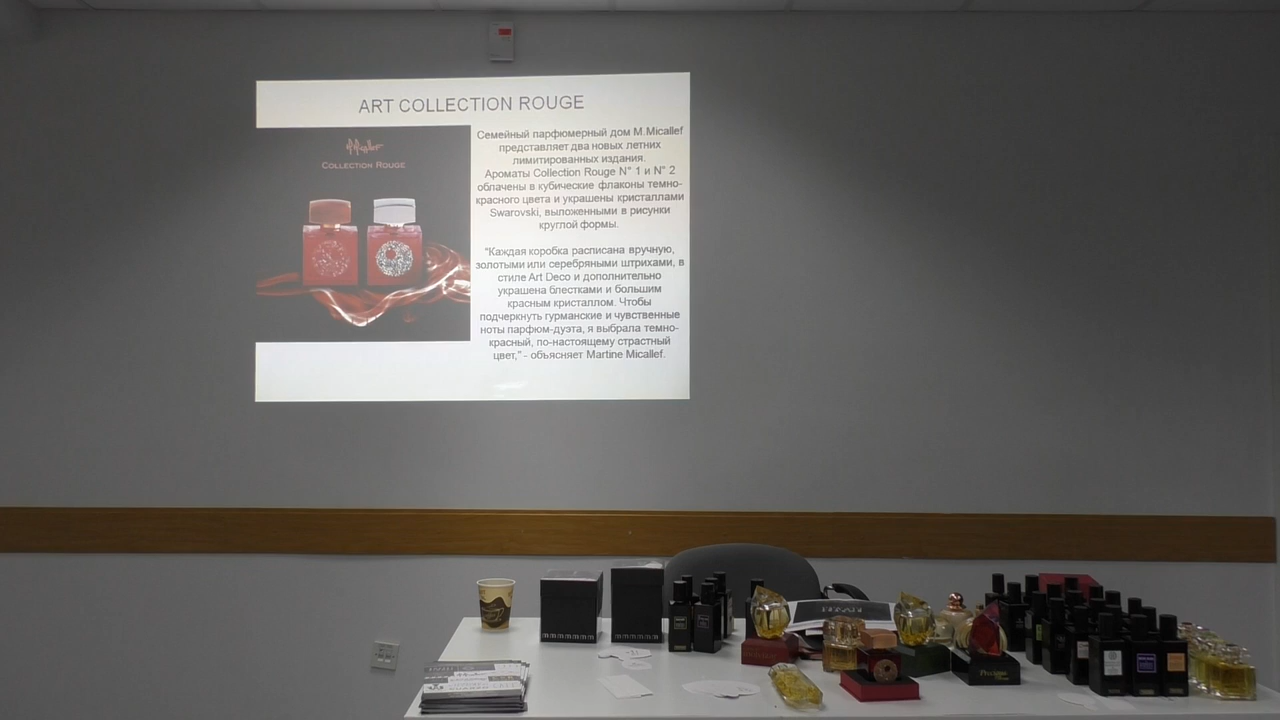 ART COLLECTION ROUGE
M.Micallef
COLLECTION ROUGE
Семейный парфюмерный дом M.Micallef
представляет два новых летних
лимитированных издания.
Ароматы Collection Rouge N° 1 и N° 2
облачены в кубические флаконы темно-
красного цвета и украшены кристаллами
Swarovski, выложенными в рисунки
круглой формы.
"Каждая коробка расписана вручную,
золотыми или серебряными штрихами, в
стиле Art Deco и дополнительно
украшена блестками и большим
красным кристаллом. Чтобы
подчеркнуть гурманские и чувственные
ноты парфюм-дуэта, я выбрала темно-
красный, по-настоящему страстный
цвет," - объясняет Martine Micallef.